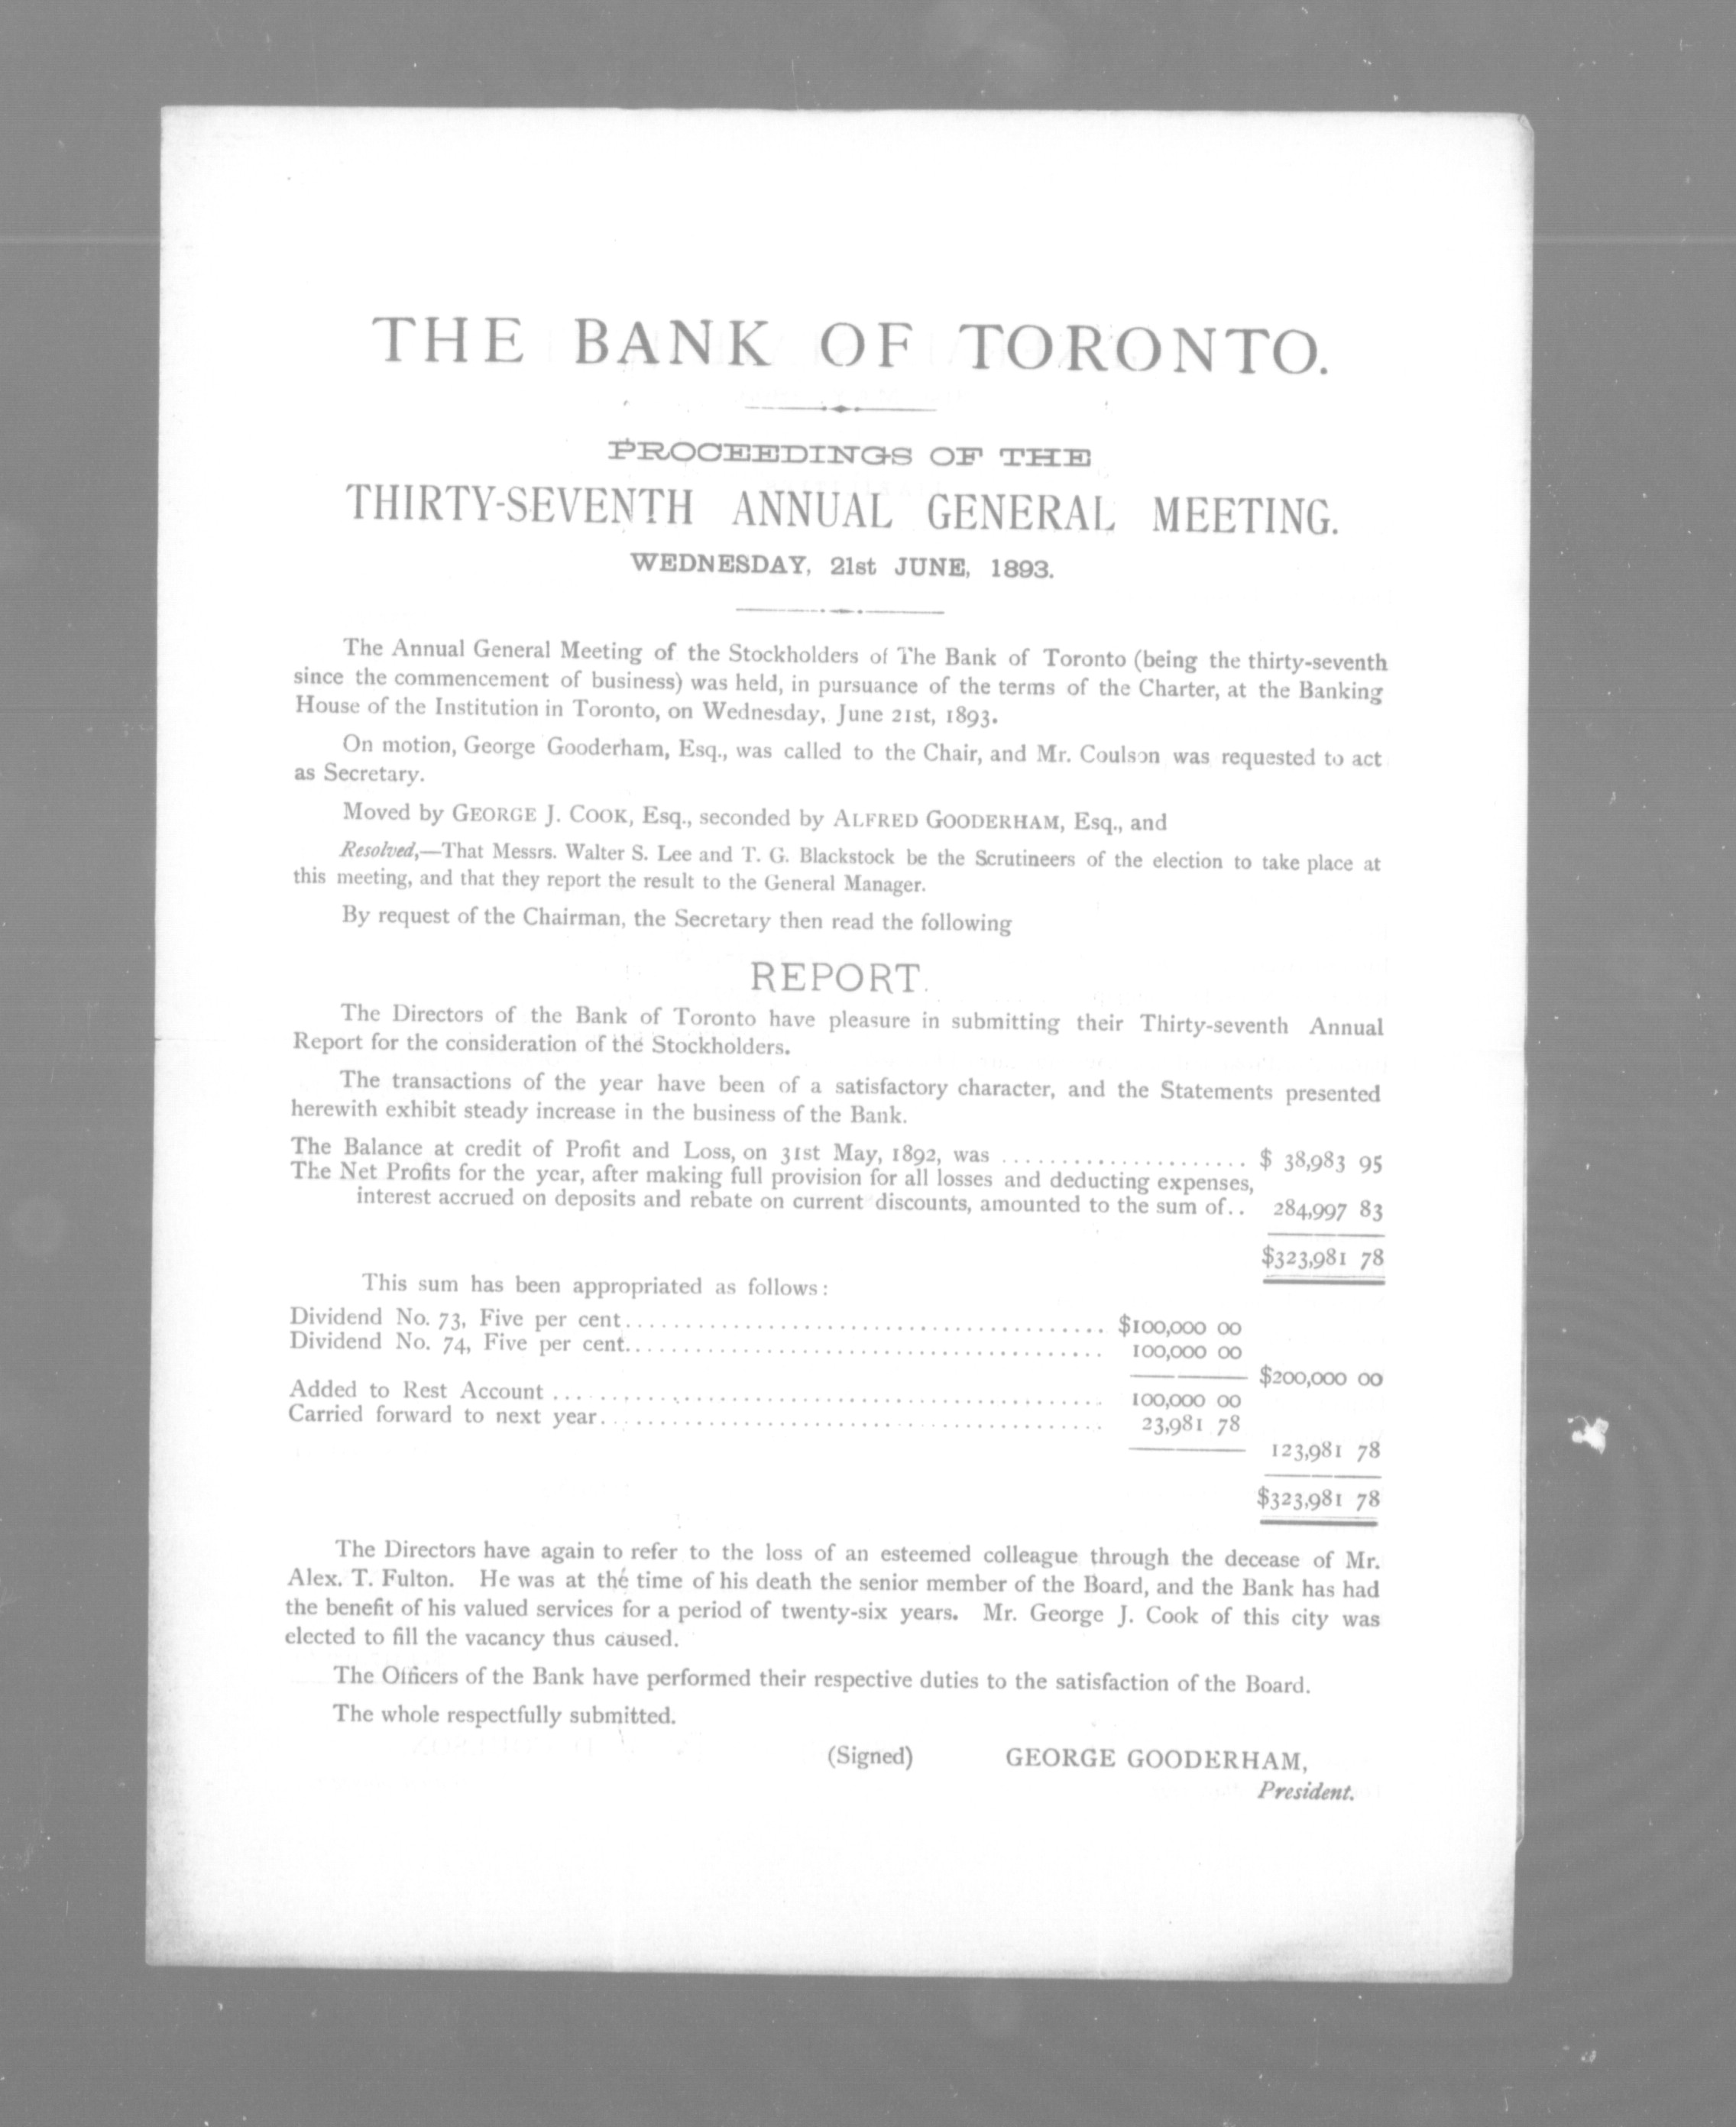 THE BANK OF TORONTO.
PROCEEDINGS OF THE
THIRTY-SEVENTH ANNUAL GENERAL MEETING.
WEDNESDAY, 21st JUNE, 1893.
The Annual General Meeting of the Stockholders of The Bank of Toronto (being the thirty-seventh
since the commencement of business) was held, in pursuance of the terms of the Charter, at the Banking
House of the Institution in Toronto, on Wednesday, June 21st, 1893.
On motion, George Gooderham, Esq., was called to the Chair, and Mr. Coulson was requested to act
as Secretary.
Moved by GEORGE J. COOK, Esq., seconded by ALFRED GOODERHAM, Esq., and
Resolved,—That Messrs. Walter S. Lee and T. G. Blackstock be the Scrutineers of the election to take place at
this meeting, and that they report the result to the General Manager.
By request of the Chairman, the Secretary then read the following
REPORT.
The Directors of the Bank of Toronto have pleasure in submitting their Thirty-seventh Annual
Report for the consideration of the Stockholders.
The transactions of the year have been of a satisfactory character, and the Statements presented
herewith exhibit steady increase in the business of the Bank.
The Balance at credit of Profit and Loss, on 31st May, 1892, was ..................... $ 38,983 95
The Net Profits for the year, after making full provision for all losses and deducting expenses,
interest accrued on deposits and rebate on current discounts, amounted to the sum of.. 284,997 83
$323,981 78
This sum has been appropriated as follows:
Dividend No. 73, Five per cent........................................ $100,000 00
Dividend No. 74, Five per cent........................................ 100,000 00
$200,000 00
Added to Rest Account ............................................. 100,000 00
Carried forward to next year.......................................... 23,981 78
123,981 78
$323,981 78
The Directors have again to refer to the loss of an esteemed colleague through the decease of Mr.
Alex. T. Fulton. He was at the time of his death the senior member of the Board, and the Bank has had
the benefit of his valued services for a period of twenty-six years. Mr. George J. Cook of this city was
elected to fill the vacancy thus caused.
The Officers of the Bank have performed their respective duties to the satisfaction of the Board.
The whole respectfully submitted.
(Signed) GEORGE GOODERHAM,
President.